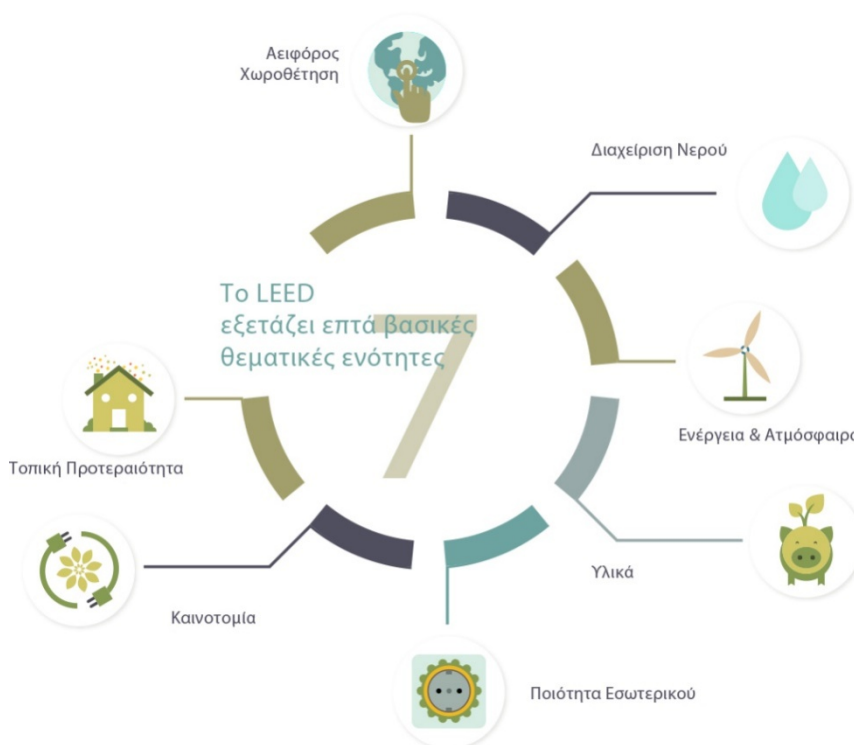 Αειφόρος
Χωροθέτηση
Διαχείριση Νερού
Το LEED
εξετάζει επτά βασικές
θεματικές ενότητες
7
Ενέργεια & Ατμόσφαιρα
Τοπική Προτεραιότητα
Υλικά
Καινοτομία
Ποιότητα Εσωτερικού